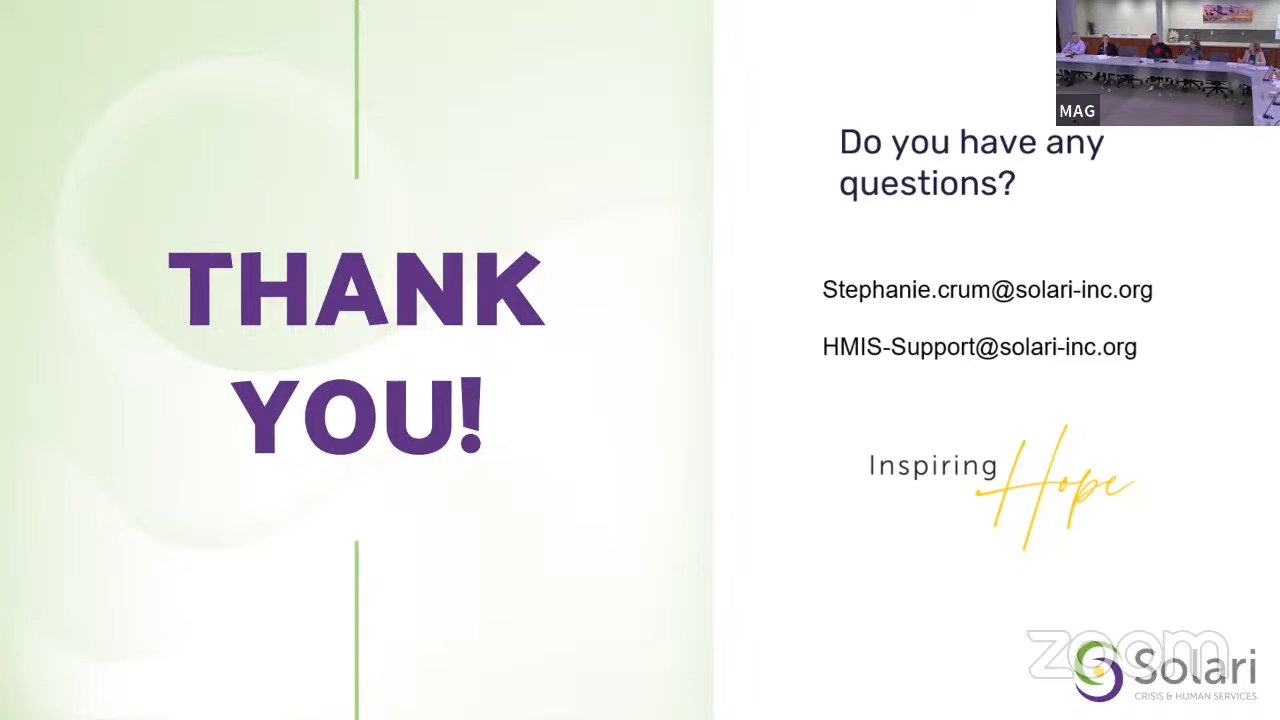 MAG
Do you have any
questions?
THANK
YOU!
Stephanie.crum@solari-inc.org
HMIS-Support@solari-inc.org
Inspiring Hope
zoom
Solari
CRISIS & HUMAN SERVICES